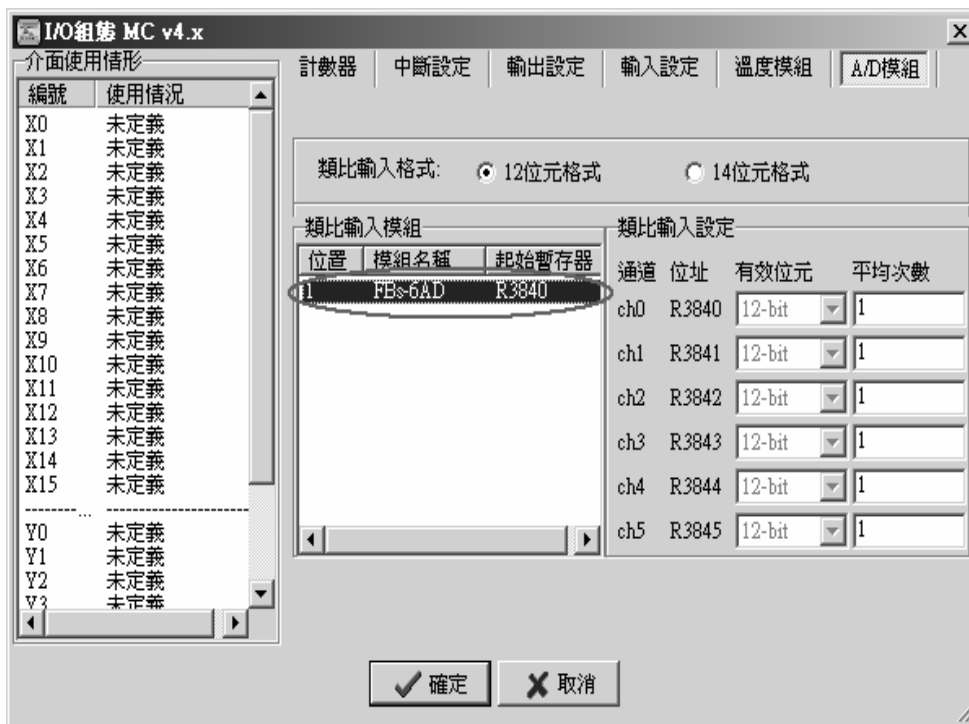 I/O組態 MC v4.x
介面使用情形
編號 使用情況
X0 未定義
X1 未定義
X2 未定義
X3 未定義
X4 未定義
X5 未定義
X6 未定義
X7 未定義
X8 未定義
X9 未定義
X10 未定義
X11 未定義
X12 未定義
X13 未定義
X14 未定義
X15 未定義
--------... --------------------
Y0 未定義
Y1 未定義
Y2 未定義
Y3 未定義
計數器 中斷設定 輸出設定 輸入設定 溫度模組 A/D模組
類比輸入格式: 12位元格式 14位元格式
類比輸入模組
位置 模組名稱 起始暫存器
1 FBs-6AD R3840
類比輸入設定
通道 位址 有效位元 平均次數
ch0 R3840 12-bit 1
ch1 R3841 12-bit 1
ch2 R3842 12-bit 1
ch3 R3843 12-bit 1
ch4 R3844 12-bit 1
ch5 R3845 12-bit 1
確定 取消